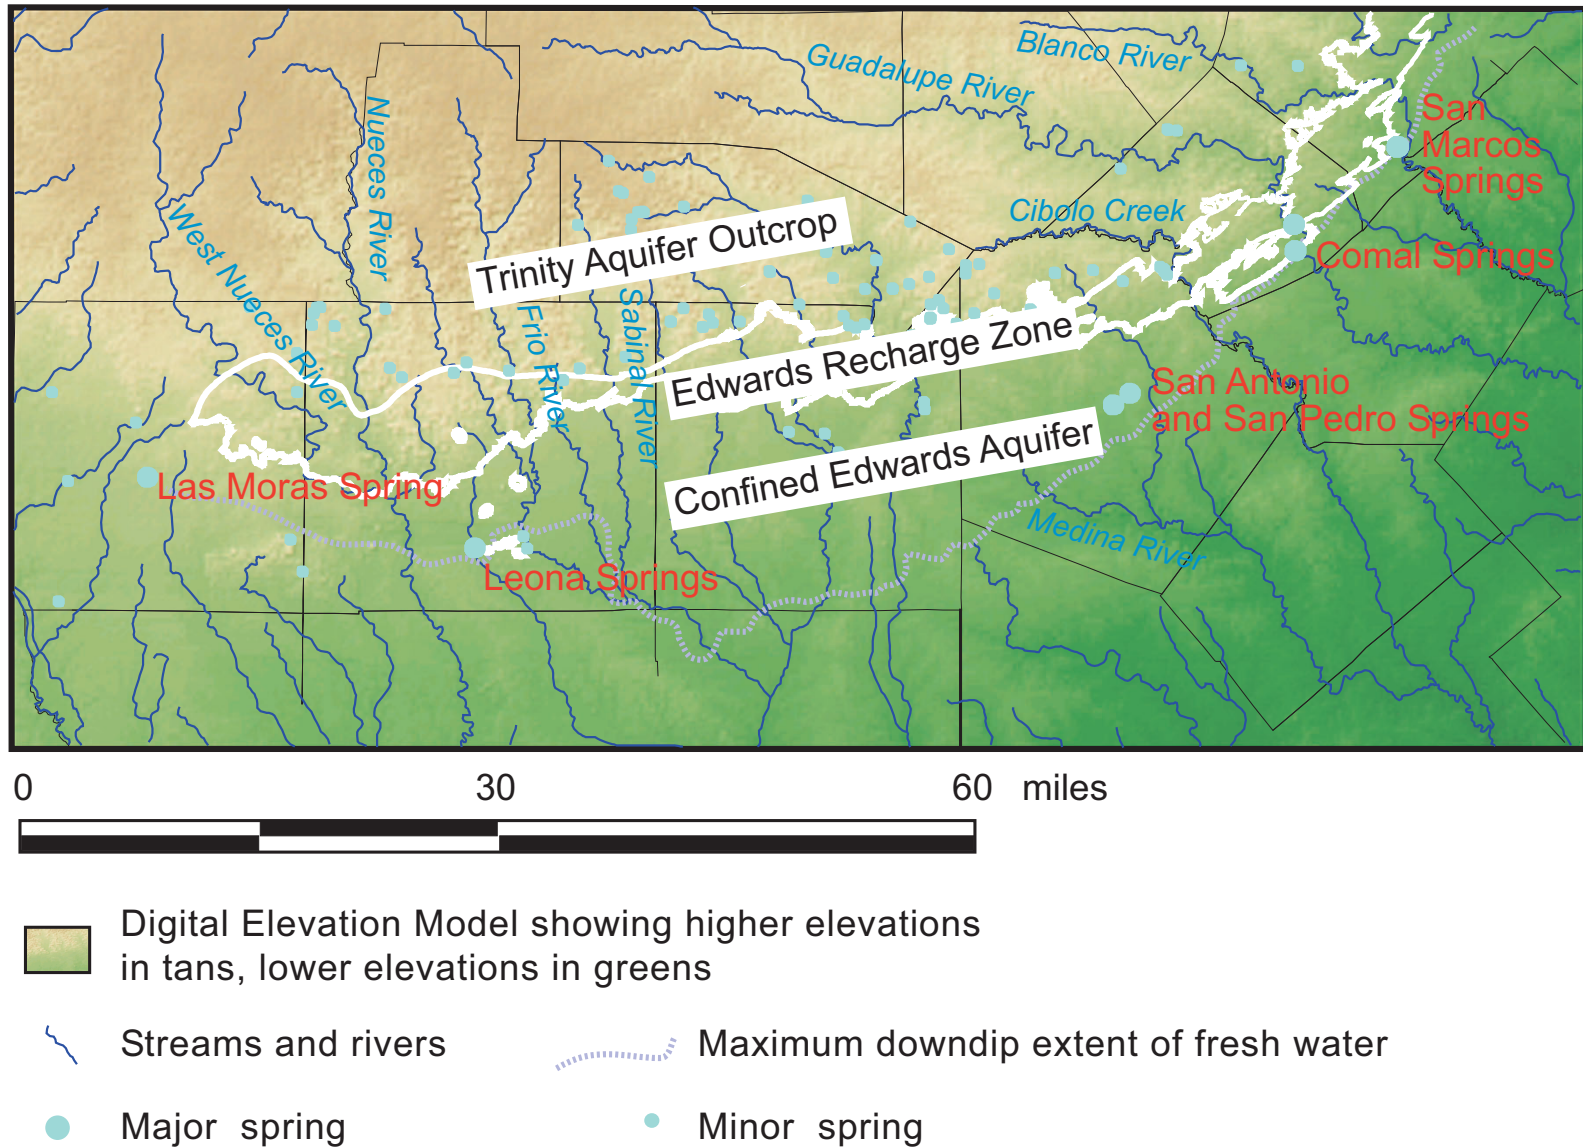 Blanco River
Guadalupe River
Nueces River
San
Marcos
Springs
West Nueces River
Cibolo Creek
Trinity Aquifer Outcrop
Comal Springs
Sabinal River
Frio River
Edwards Recharge Zone
San Antonio
and San Pedro Springs
Confined Edwards Aquifer
Las Moras Spring
Medina River
Leona Springs
0 30 60 miles
Digital Elevation Model showing higher elevations
in tans, lower elevations in greens
Streams and rivers
Maximum downdip extent of fresh water
Major spring
Minor spring